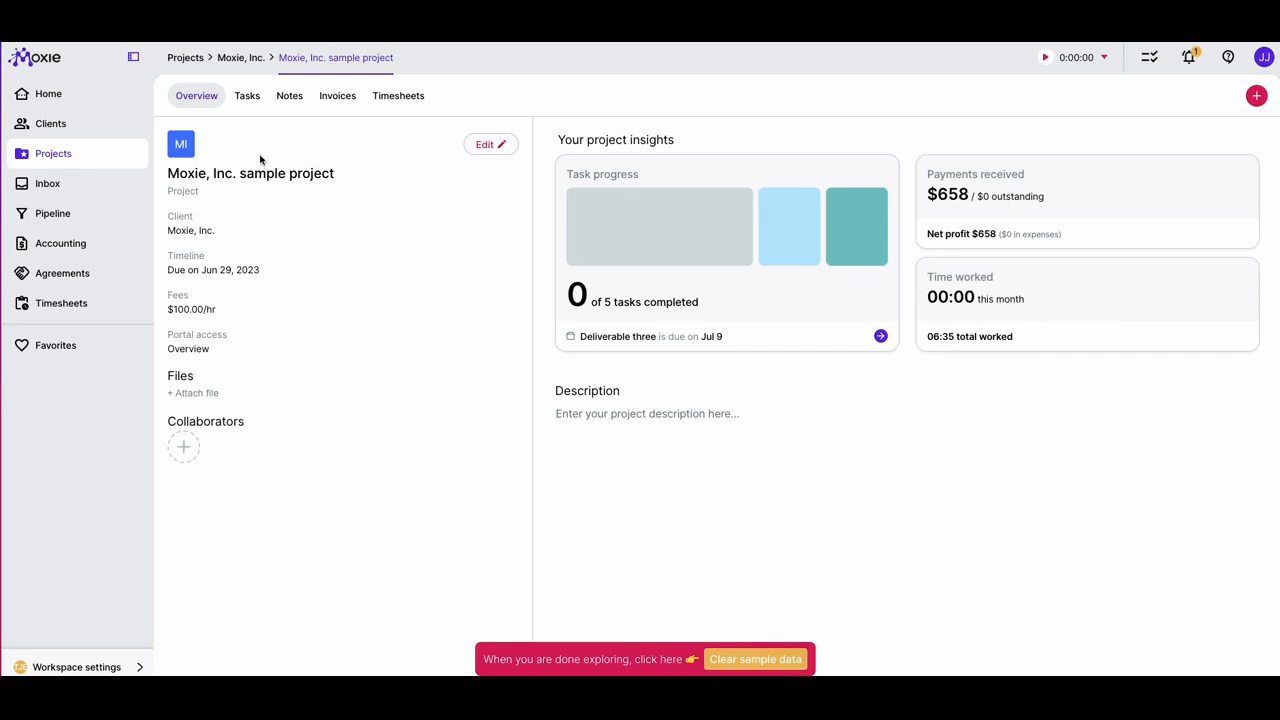 Moxie
Projects > Moxie, Inc. > Moxie, Inc. sample project
0:00:00
1
JJ
Home
Clients
Projects
Inbox
Pipeline
Accounting
Agreements
Timesheets
Favorites
TJE Workspace settings
Overview Tasks Notes Invoices Timesheets
MI
Edit
Moxie, Inc. sample project
Project
Client
Moxie, Inc.
Timeline
Due on Jun 29, 2023
Fees
$100.00/hr
Portal access
Overview
Files
+ Attach file
Collaborators
Your project insights
Task progress
0 of 5 tasks completed
Deliverable three is due on Jul 9
Payments received
$658 / $0 outstanding
Net profit $658 ($0 in expenses)
Time worked
00:00 this month
06:35 total worked
Description
Enter your project description here...
When you are done exploring, click here 👉 Clear sample data